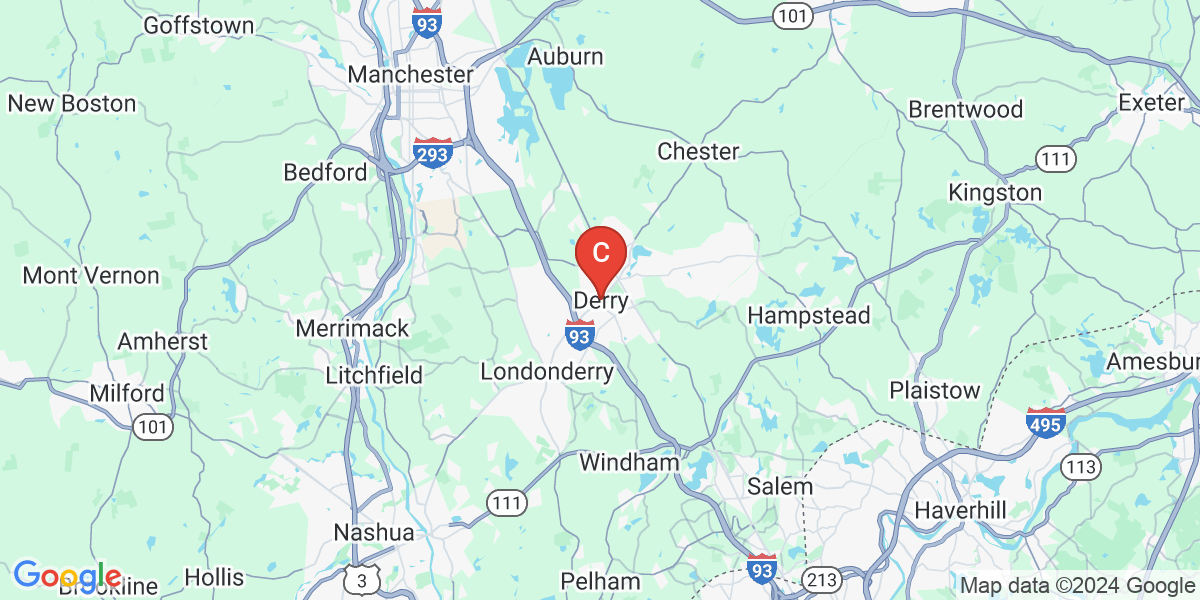 Goffstown
93
101
Auburn
Manchester
New Boston
Brentwood
Exeter
293
Chester
111
Bedford
Kingston
C
Mont Vernon
Derry
Hampstead
Merrimack
93
Amherst
Amesbu
Londonderry
Litchfield
Milford
Plaistow
101
495
Windham
113
Salem
111
Haverhill
Nashua
93
Google
Brookline
Hollis
3
Pelham
213
Map data ©2024 Google